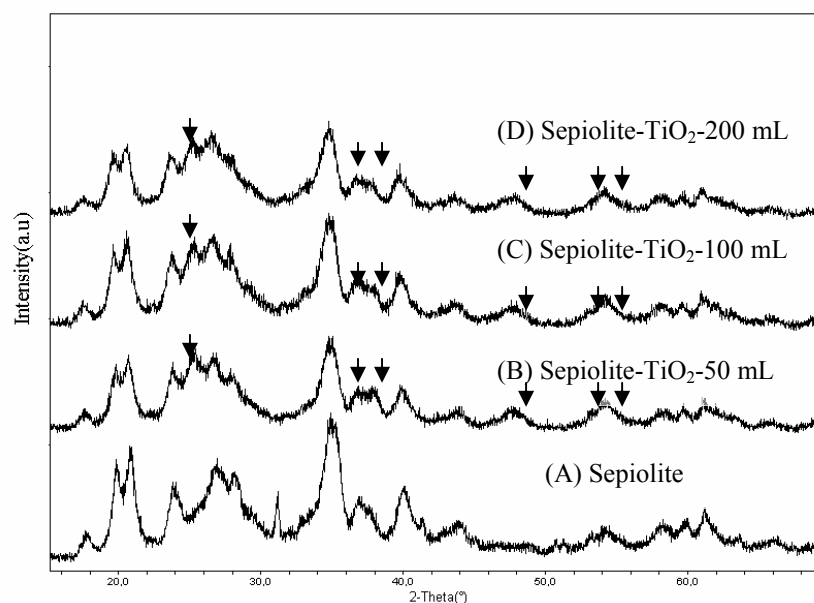 (D) Sepiolite-TiO₂-200 mL
(C) Sepiolite-TiO₂-100 mL
(B) Sepiolite-TiO₂-50 mL
(A) Sepiolite
Intensity(a.u)
20,0 30,0 40,0 50,0 60,0
2-Theta(º)